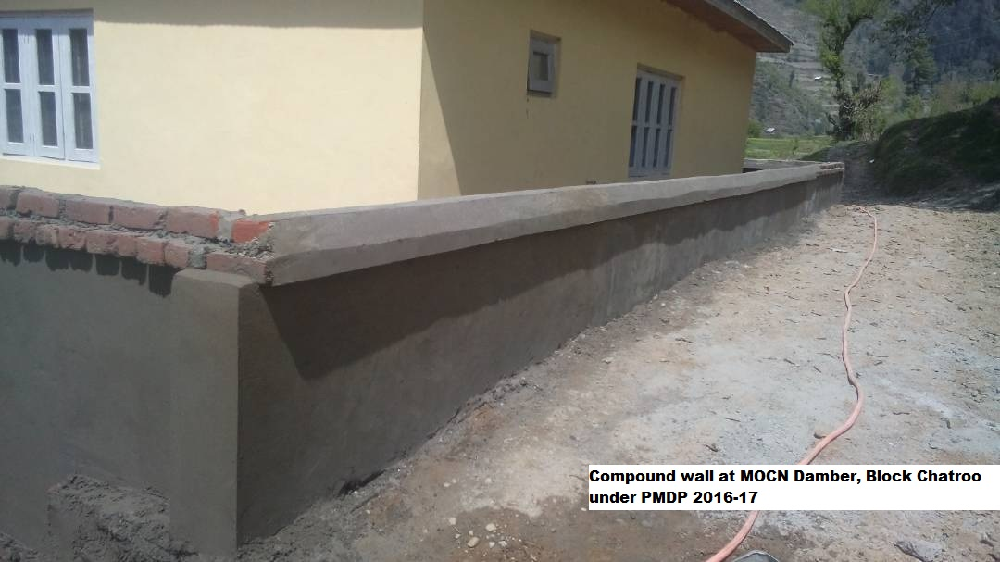 Compound wall at MOCN Damber, Block Chatroo
under PMDP 2016-17